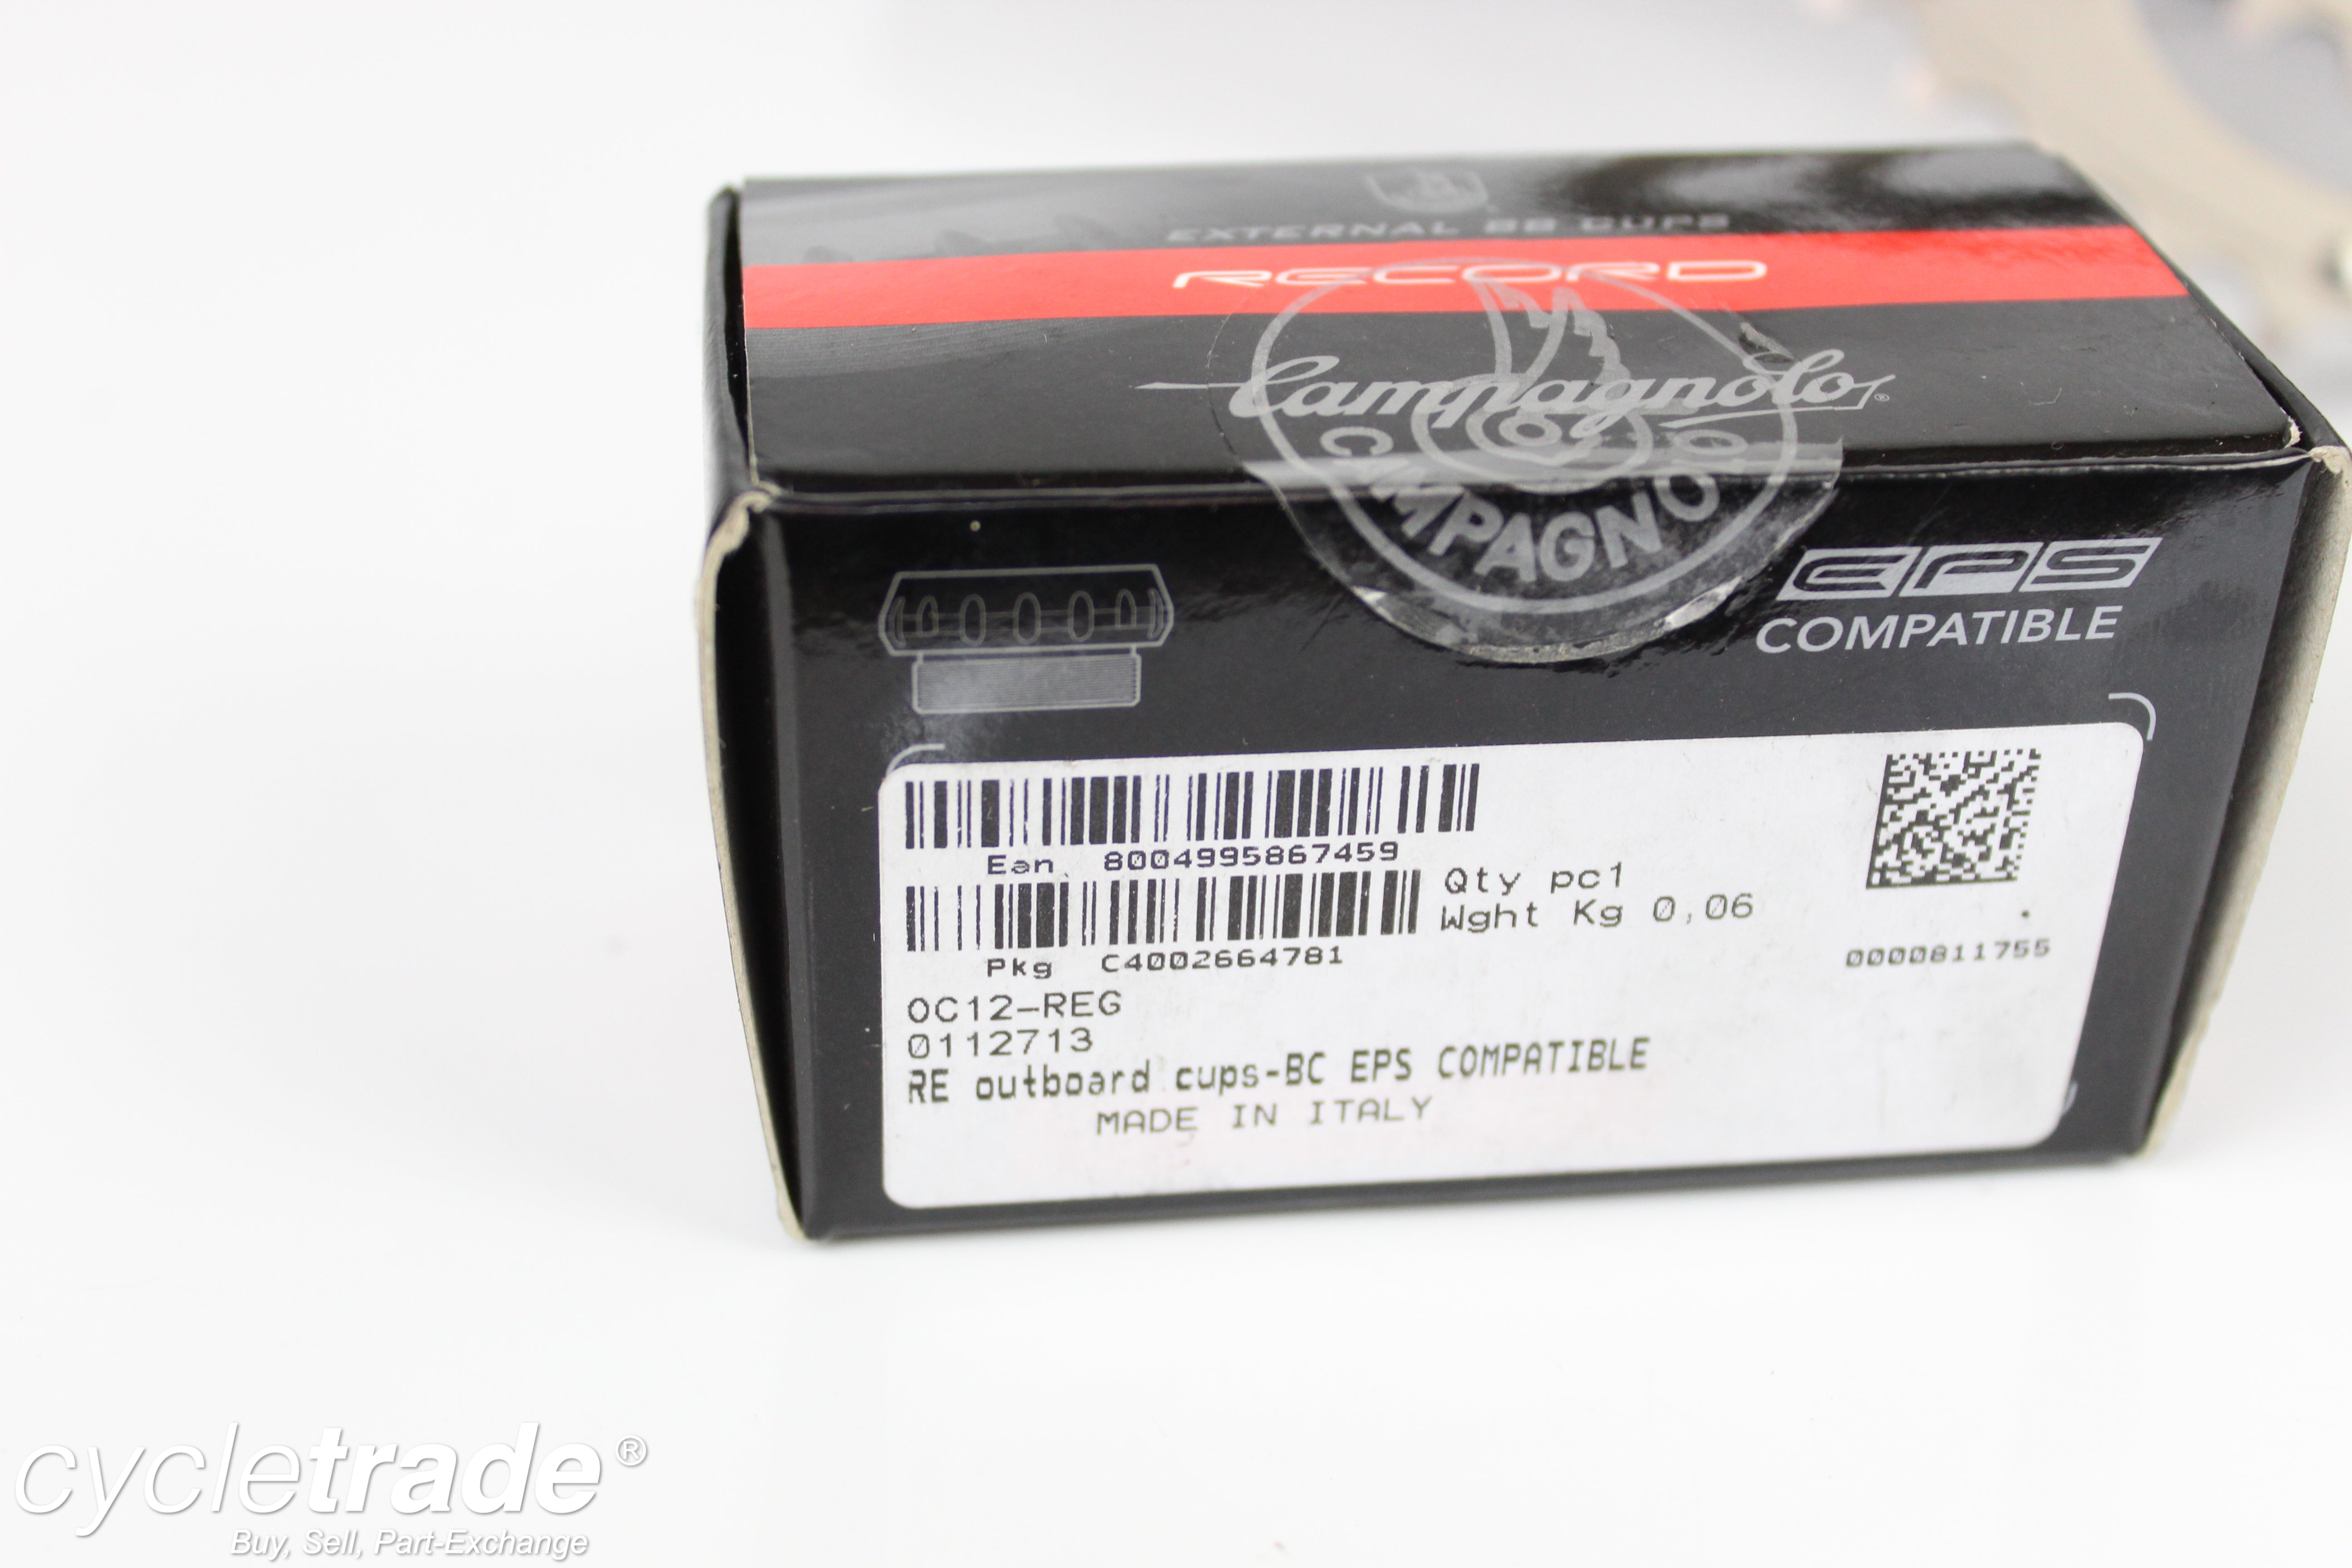 EXTERNAL BB CUPS
RECORD
Campagnolo®
CAMPAGNOLO
EPS
COMPATIBLE
Ean 8004995867459
Qty pc1
Wght Kg 0,06
Pkg C4002664781
0000811755
OC12-REG
0112713
RE outboard cups-BC EPS COMPATIBLE
MADE IN ITALY
cycletrade®
Buy, Sell, Part-Exchange